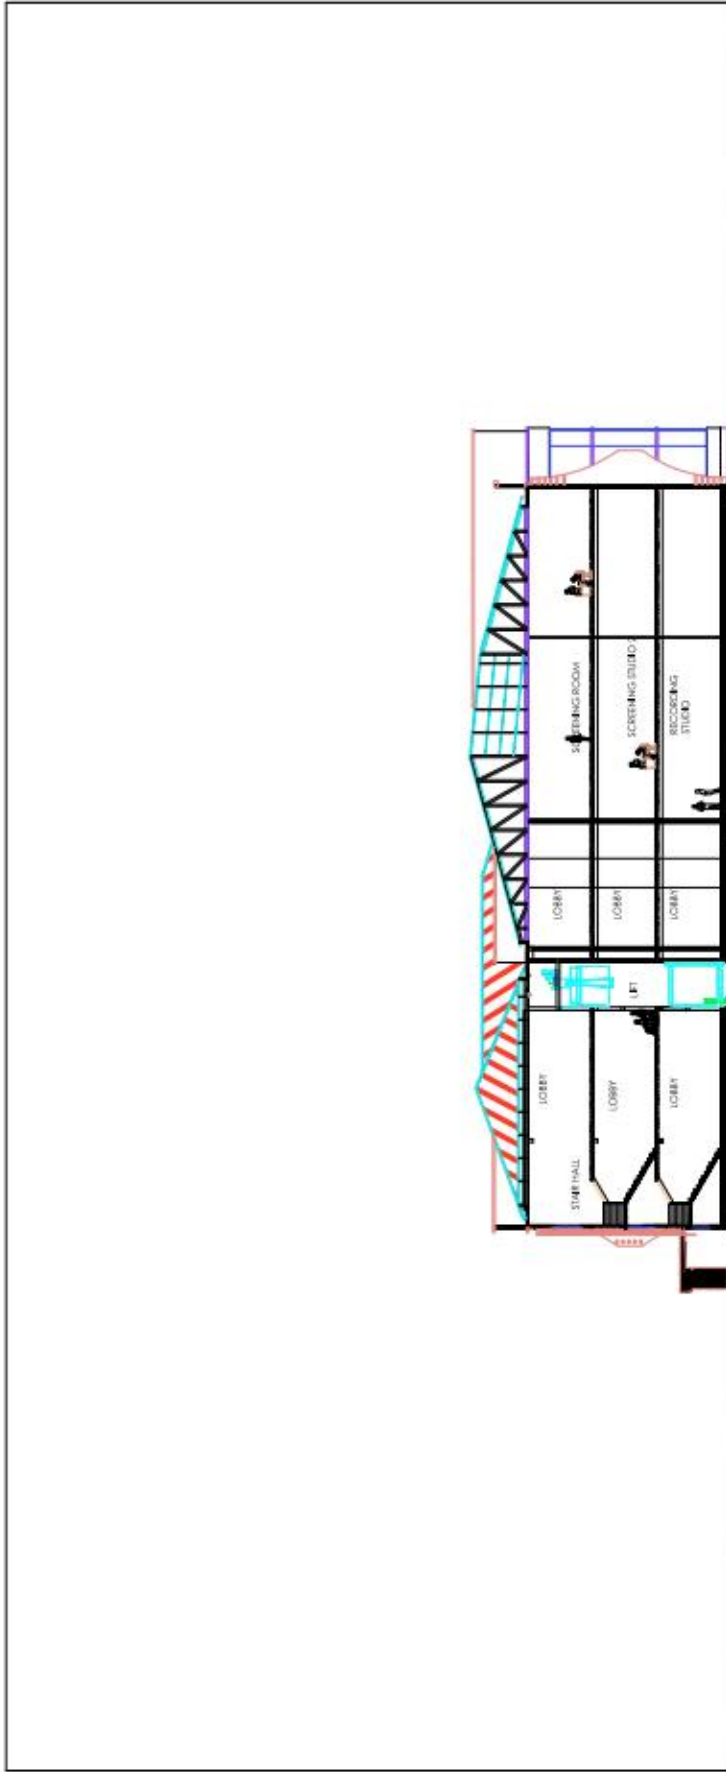 LOBBY
LOBBY
LOBBY
STAIR HALL
LIFT
LOBBY
LOBBY
LOBBY
SCREENING ROOM
SCREENING STUDIO 2
RECORDING
STUDIO